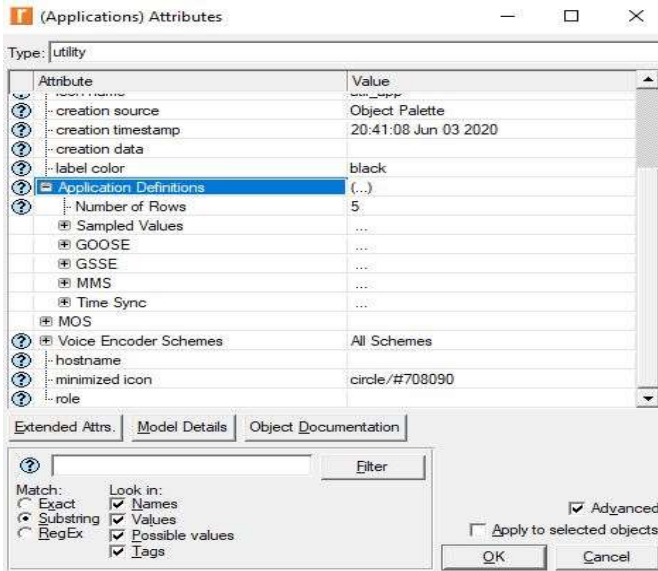 (Applications) Attributes
Type: utility
Attribute Value
creation source Object Palette
creation timestamp 20:41:08 Jun 03 2020
creation data
label color black
Application Definitions (...)
Number of Rows 5
Sampled Values ...
GOOSE ...
GSSE ...
MMS ...
Time Sync ...
MOS
Voice Encoder Schemes All Schemes
hostname
minimized icon circle/#708090
role
Extended Attrs. Model Details Object Documentation
Filter
Match: Look in:
Exact Names
Substring Values
RegEx Possible values
Tags
Advanced
Apply to selected objects
OK Cancel